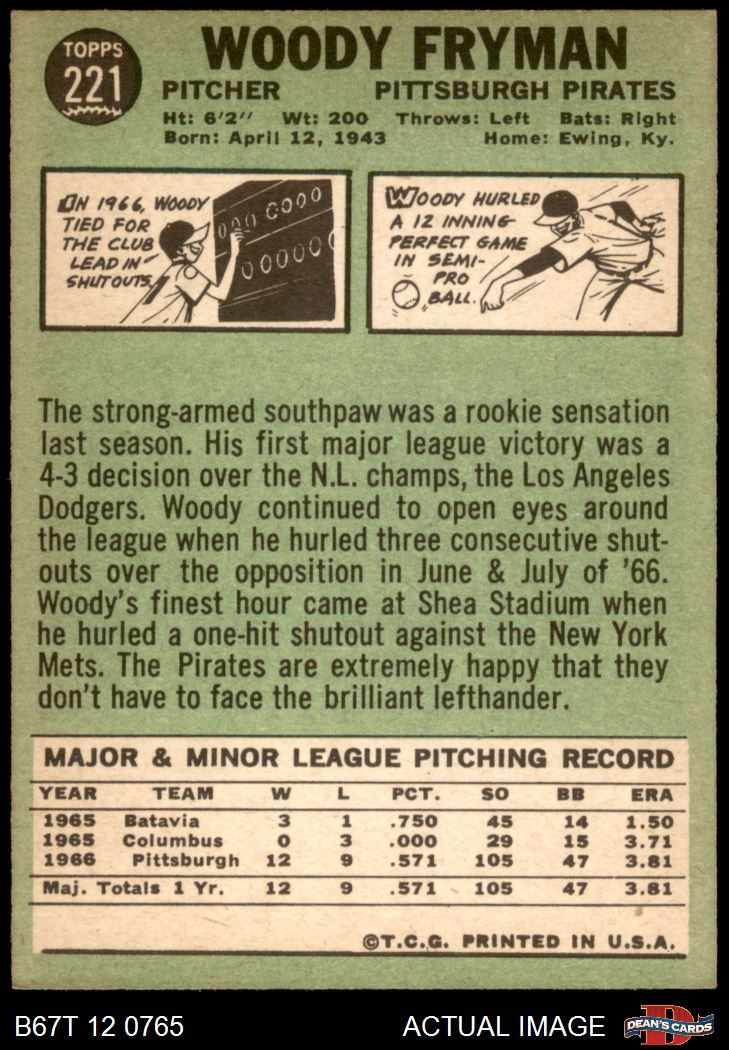 TOPPS
221
WOODY FRYMAN
PITCHER PITTSBURGH PIRATES
Ht: 6'2" Wt: 200 Throws: Left Bats: Right
Born: April 12, 1943 Home: Ewing, Ky.
IN 1966, WOODY
TIED FOR
THE CLUB
LEAD IN
SHUTOUTS.
000 0000
000000
WOODY HURLED
A 12 INNING
PERFECT GAME
IN SEMI-
PRO
BALL.
The strong-armed southpaw was a rookie sensation
last season. His first major league victory was a
4-3 decision over the N.L. champs, the Los Angeles
Dodgers. Woody continued to open eyes around
the league when he hurled three consecutive shut-
outs over the opposition in June & July of '66.
Woody's finest hour came at Shea Stadium when
he hurled a one-hit shutout against the New York
Mets. The Pirates are extremely happy that they
don't have to face the brilliant lefthander.
MAJOR & MINOR LEAGUE PITCHING RECORD
YEAR TEAM W L PCT. SO BB ERA
1965 Batavia 3 1 .750 45 14 1.50
1965 Columbus 0 3 .000 29 15 3.71
1966 Pittsburgh 12 9 .571 105 47 3.81
Maj. Totals 1 Yr. 12 9 .571 105 47 3.81
©T.C.G. PRINTED IN U.S.A.
B67T 12 0765 ACTUAL IMAGE
DEAN'S CARDS